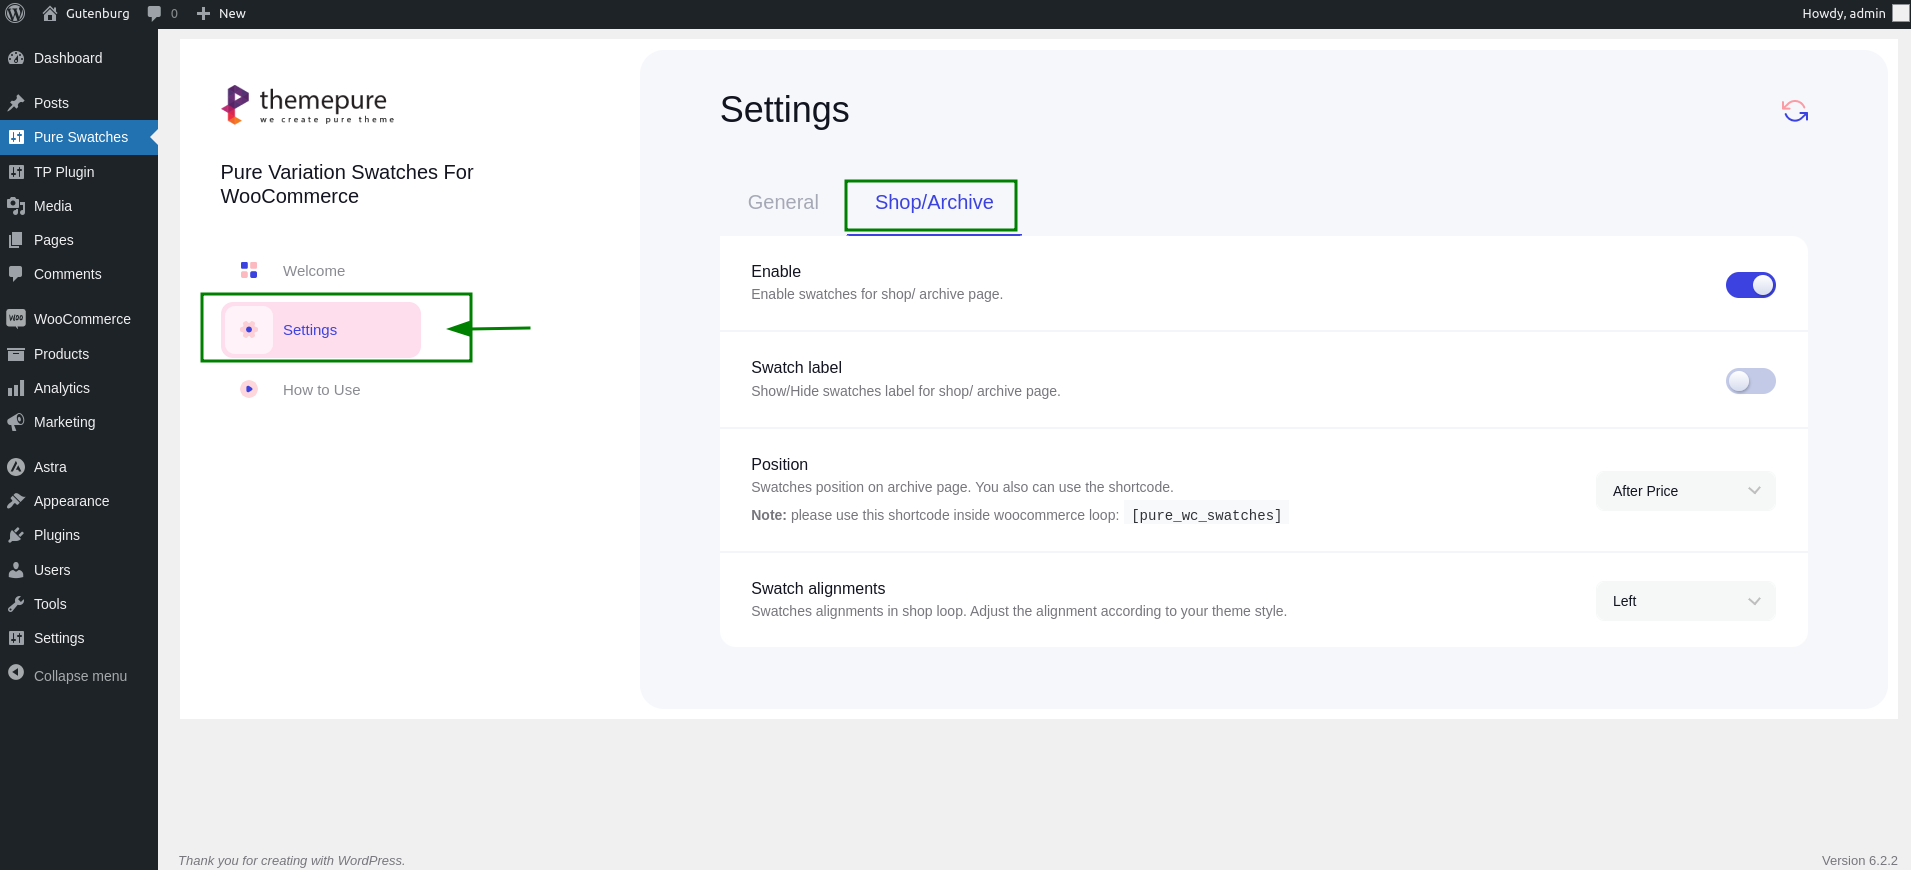 Gutenburg
0
New
Howdy, admin
Dashboard
Posts
Pure Swatches
TP Plugin
Media
Pages
Comments
WooCommerce
Products
Analytics
Marketing
Astra
Appearance
Plugins
Users
Tools
Settings
Collapse menu
themepure
we create pure theme
Pure Variation Swatches For
WooCommerce
Welcome
Settings
How to Use
Settings
General
Shop/Archive
Enable
Enable swatches for shop/ archive page.
Swatch label
Show/Hide swatches label for shop/ archive page.
Position
Swatches position on archive page. You also can use the shortcode.
Note: please use this shortcode inside woocommerce loop: [pure_wc_swatches]
After Price
Swatch alignments
Swatches alignments in shop loop. Adjust the alignment according to your theme style.
Left
Thank you for creating with WordPress.
Version 6.2.2